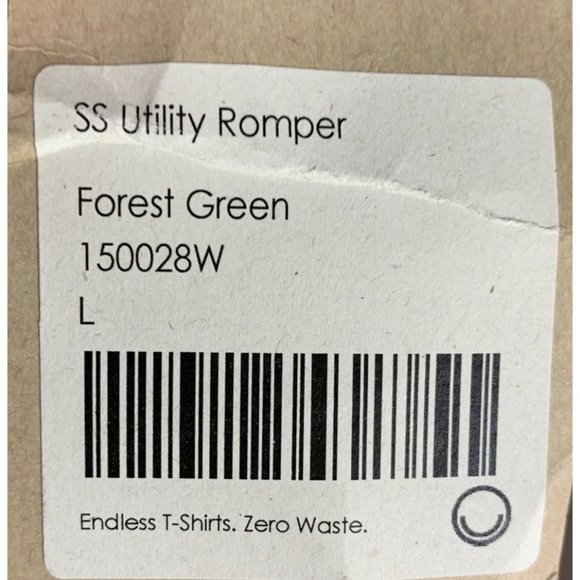 SS Utility Romper
Forest Green
150028W
L
Endless T-Shirts. Zero Waste.